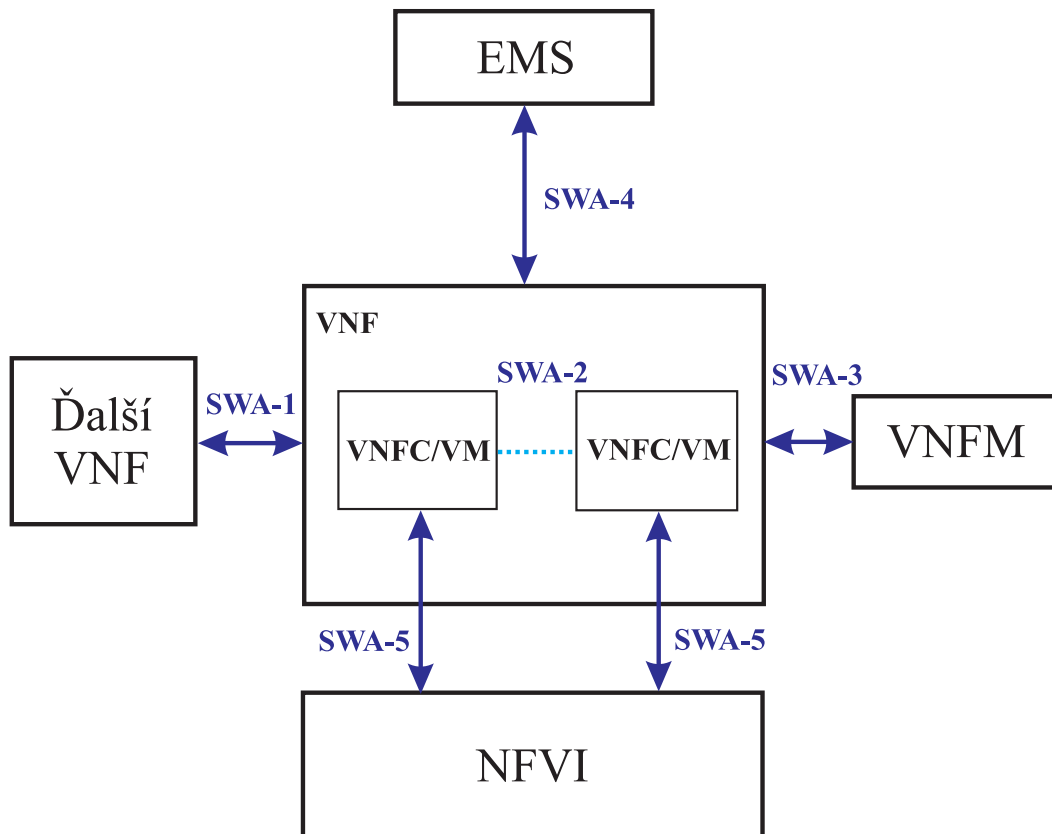 EMS
SWA-4
VNF
SWA-2
SWA-3
Ďalší
VNF
SWA-1
VNFC/VM
VNFC/VM
VNFM
SWA-5
SWA-5
NFVI